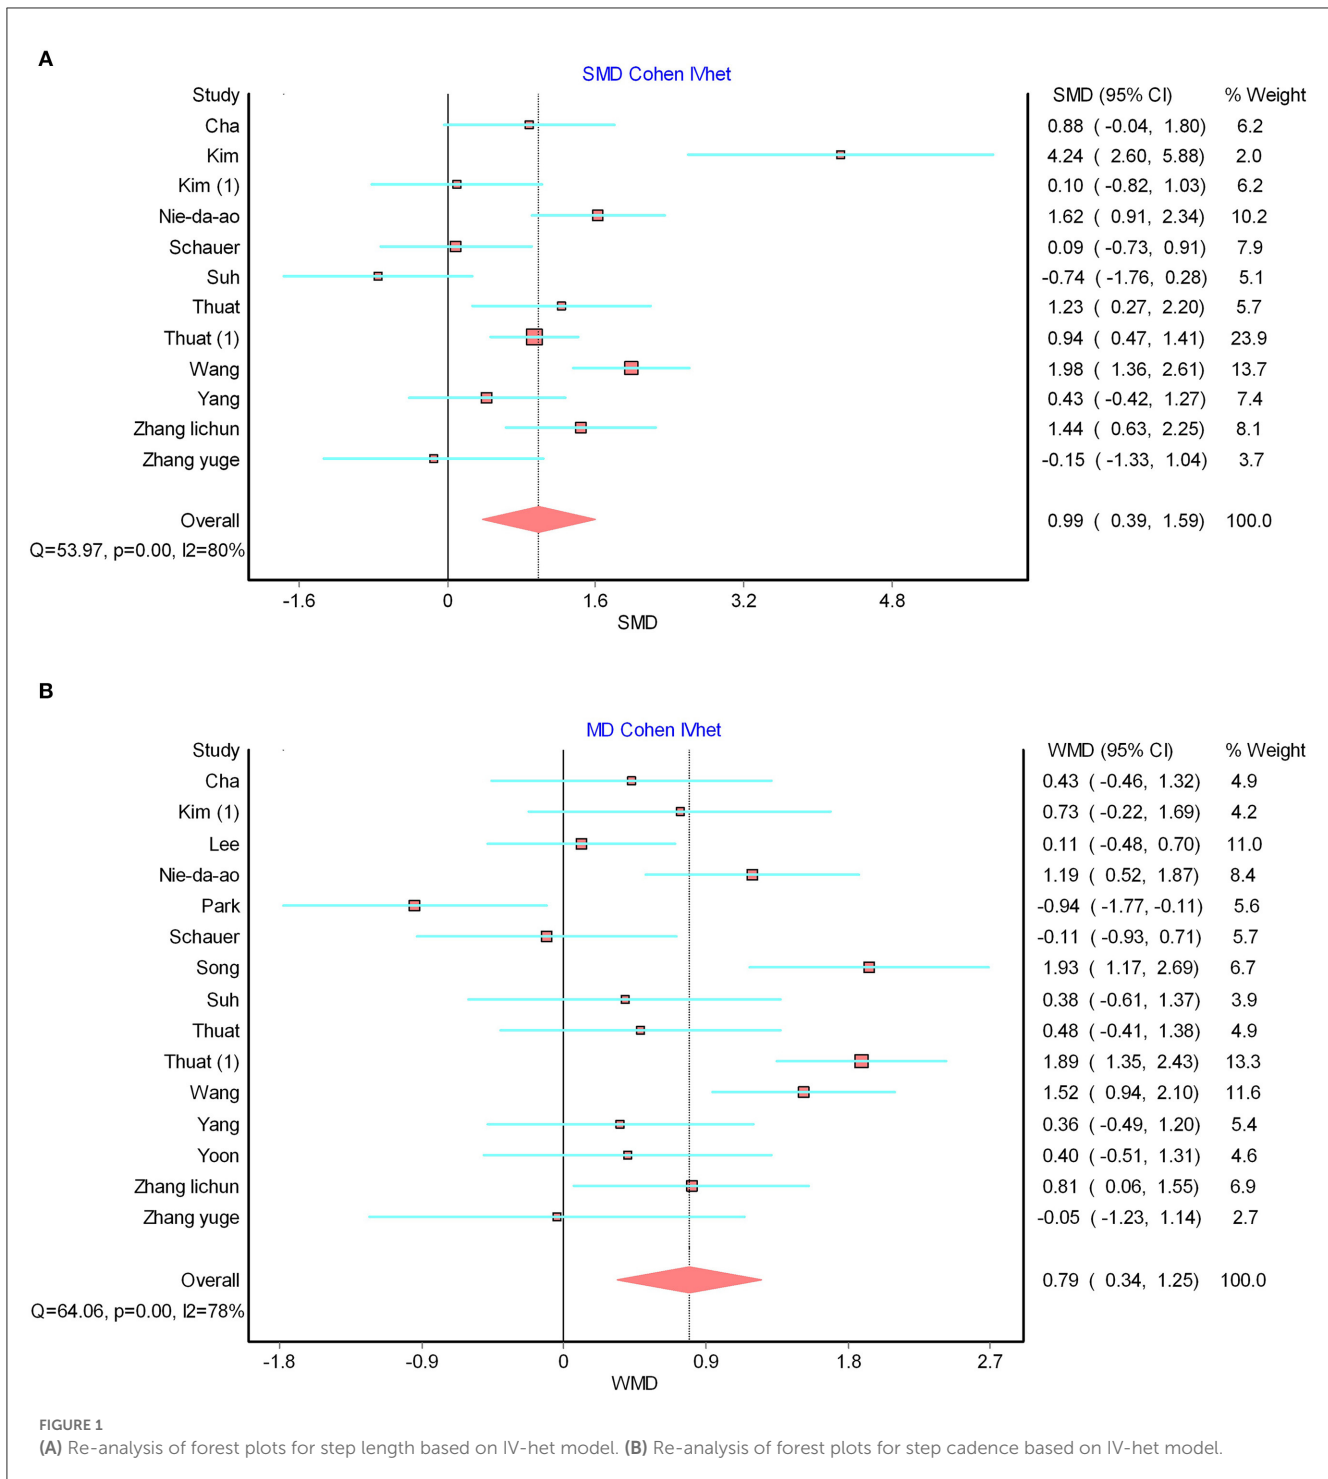 A
SMD Cohen IVhet
Study SMD (95% CI) % Weight
Cha 0.88 ( -0.04, 1.80) 6.2
Kim 4.24 ( 2.60, 5.88) 2.0
Kim (1) 0.10 ( -0.82, 1.03) 6.2
Nie-da-ao 1.62 ( 0.91, 2.34) 10.2
Schauer 0.09 ( -0.73, 0.91) 7.9
Suh -0.74 ( -1.76, 0.28) 5.1
Thuat 1.23 ( 0.27, 2.20) 5.7
Thuat (1) 0.94 ( 0.47, 1.41) 23.9
Wang 1.98 ( 1.36, 2.61) 13.7
Yang 0.43 ( -0.42, 1.27) 7.4
Zhang lichun 1.44 ( 0.63, 2.25) 8.1
Zhang yuge -0.15 ( -1.33, 1.04) 3.7
Overall 0.99 ( 0.39, 1.59) 100.0
Q=53.97, p=0.00, I2=80%
-1.6 0 1.6 3.2 4.8
SMD
B
MD Cohen IVhet
Study WMD (95% CI) % Weight
Cha 0.43 ( -0.46, 1.32) 4.9
Kim (1) 0.73 ( -0.22, 1.69) 4.2
Lee 0.11 ( -0.48, 0.70) 11.0
Nie-da-ao 1.19 ( 0.52, 1.87) 8.4
Park -0.94 ( -1.77, -0.11) 5.6
Schauer -0.11 ( -0.93, 0.71) 5.7
Song 1.93 ( 1.17, 2.69) 6.7
Suh 0.38 ( -0.61, 1.37) 3.9
Thuat 0.48 ( -0.41, 1.38) 4.9
Thuat (1) 1.89 ( 1.35, 2.43) 13.3
Wang 1.52 ( 0.94, 2.10) 11.6
Yang 0.36 ( -0.49, 1.20) 5.4
Yoon 0.40 ( -0.51, 1.31) 4.6
Zhang lichun 0.81 ( 0.06, 1.55) 6.9
Zhang yuge -0.05 ( -1.23, 1.14) 2.7
Overall 0.79 ( 0.34, 1.25) 100.0
Q=64.06, p=0.00, I2=78%
-1.8 -0.9 0 0.9 1.8 2.7
WMD
FIGURE 1
(A) Re-analysis of forest plots for step length based on IV-het model. (B) Re-analysis of forest plots for step cadence based on IV-het model.